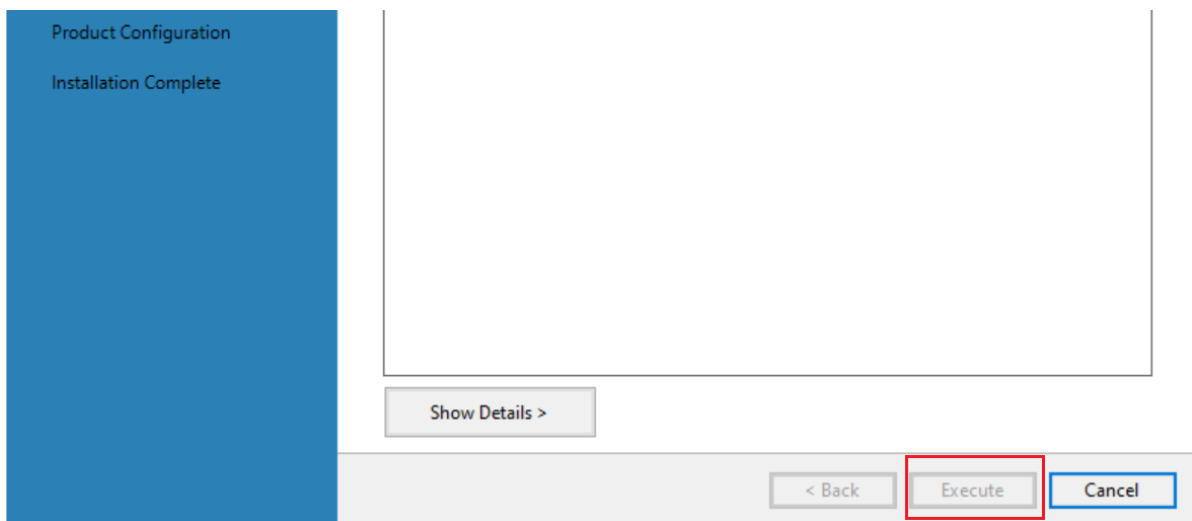 Product Configuration
Installation Complete
Show Details >
< Back Execute Cancel